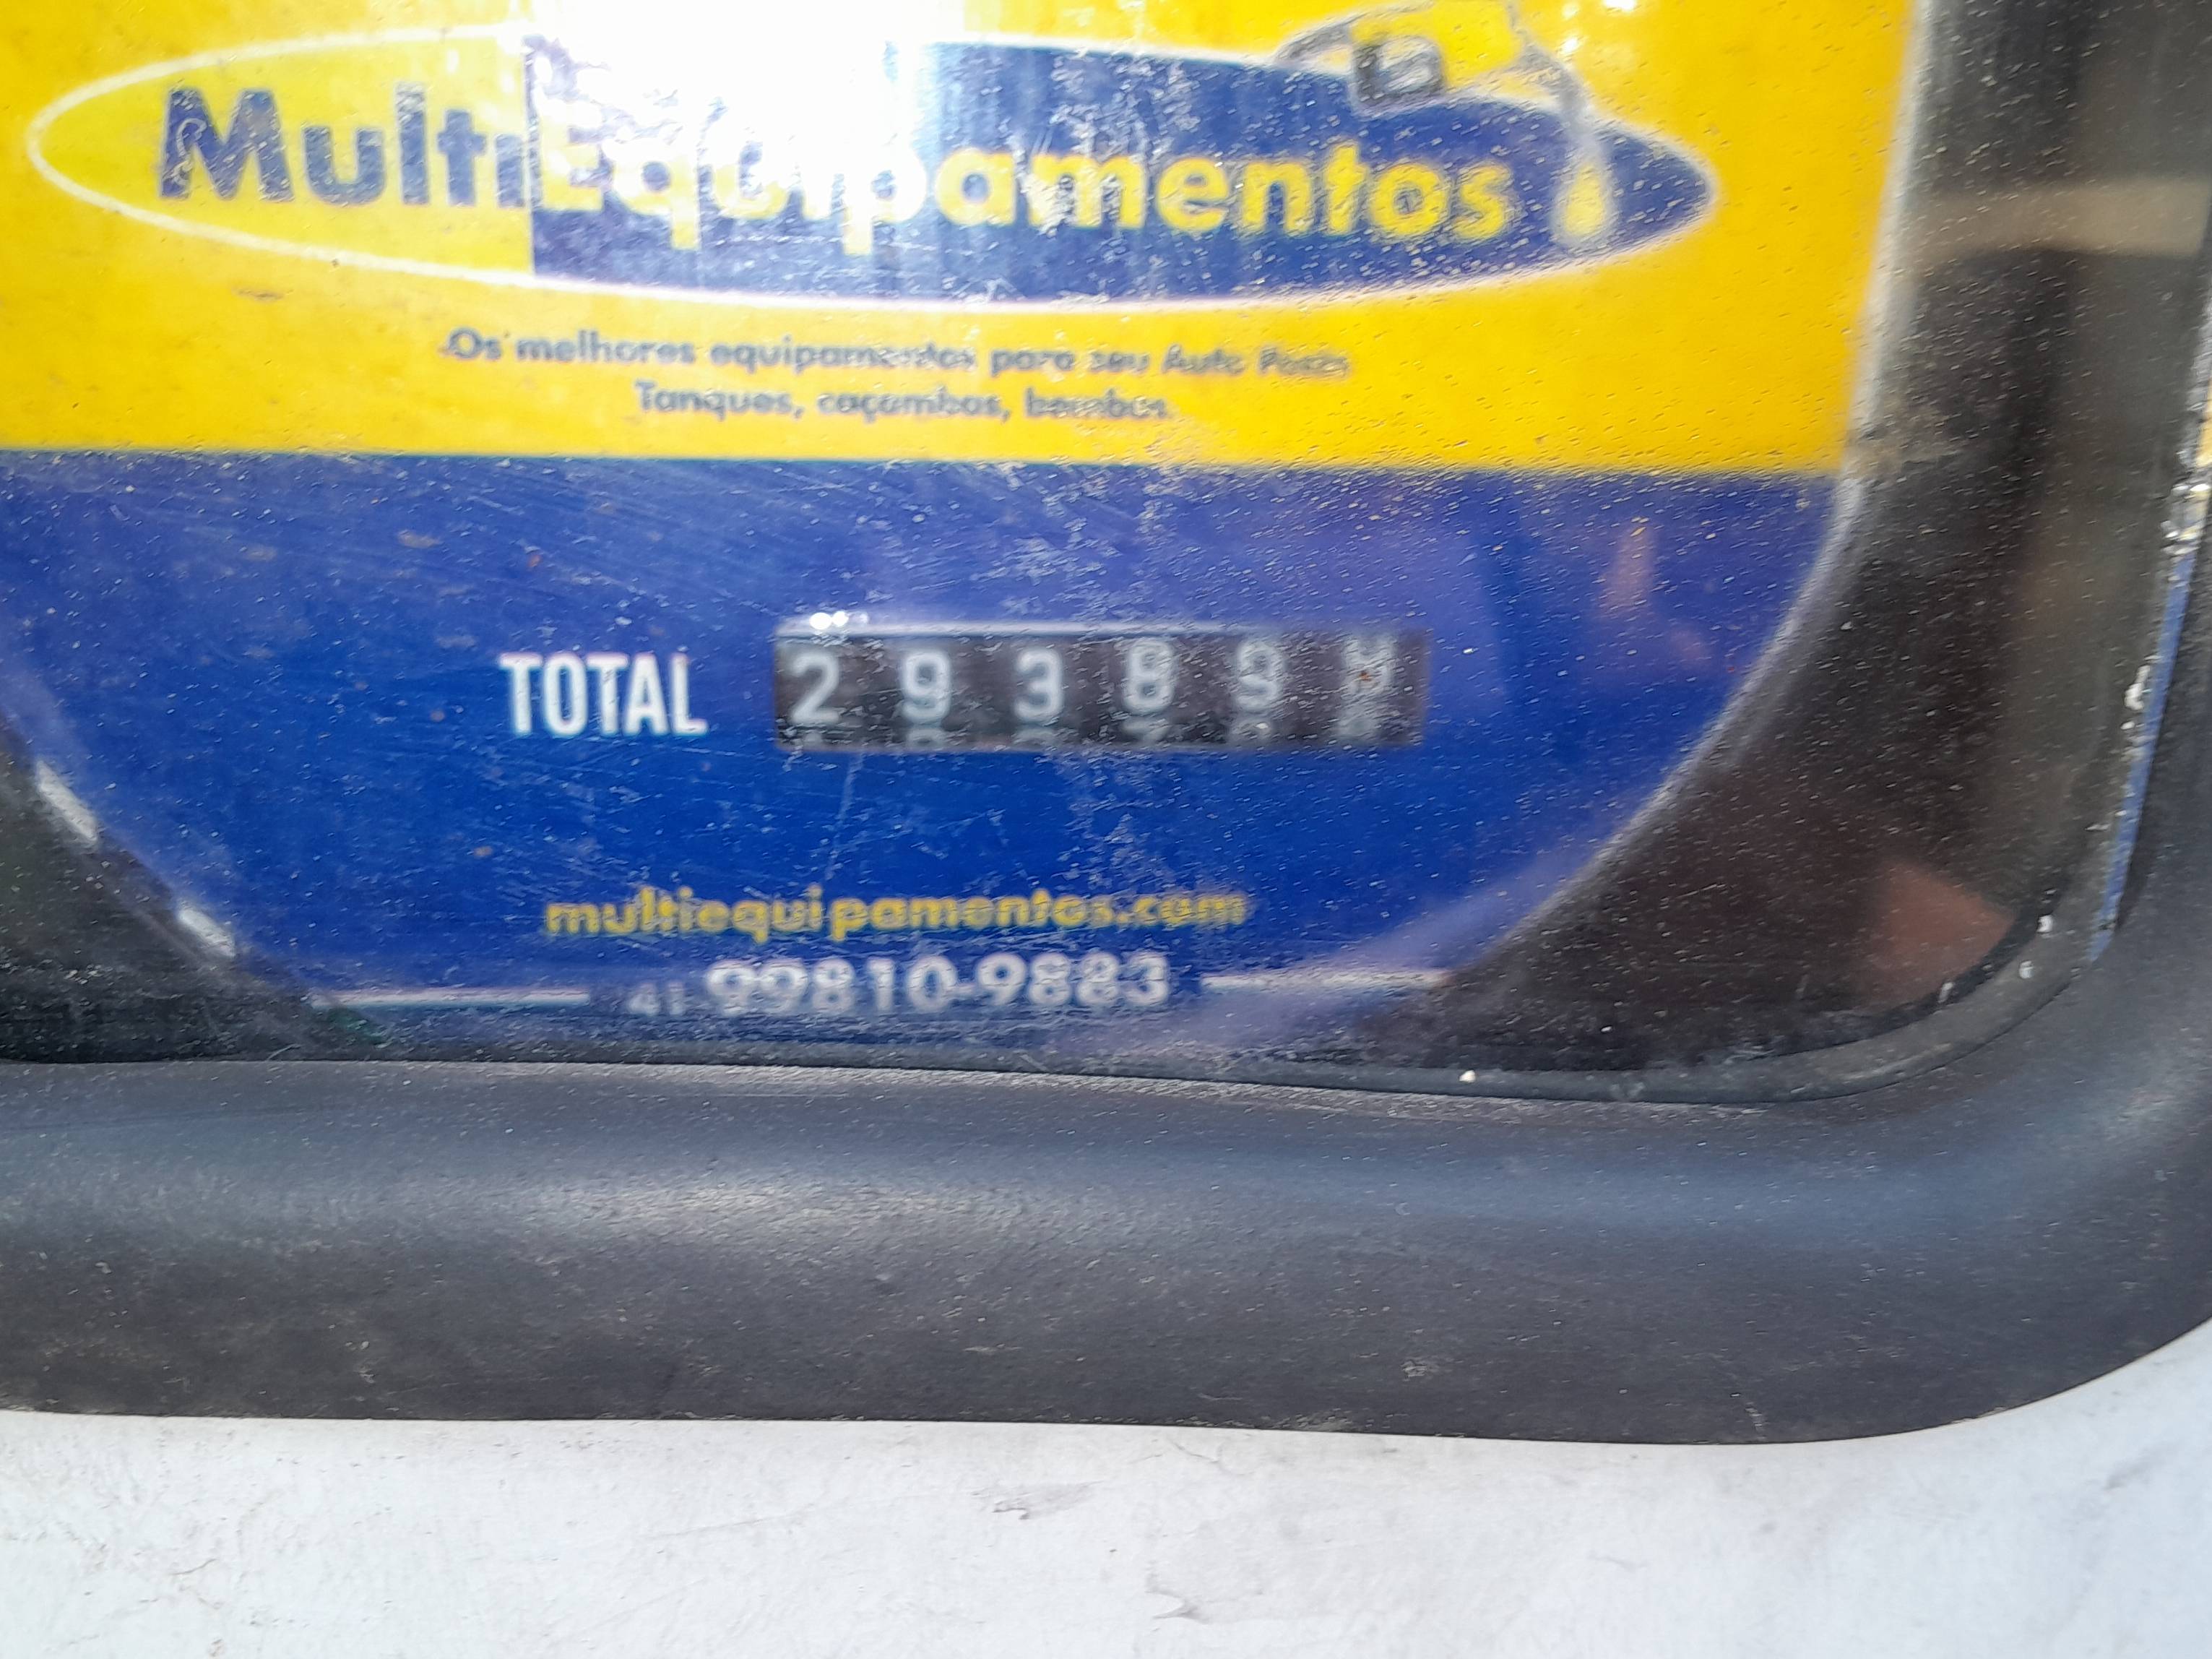 MultiEquipamentos
Os melhores equipamentos para seu Auto Posto
Tanques, caçambas, bombas.
TOTAL 29389
multiequipamentos.com
41 99810-9883